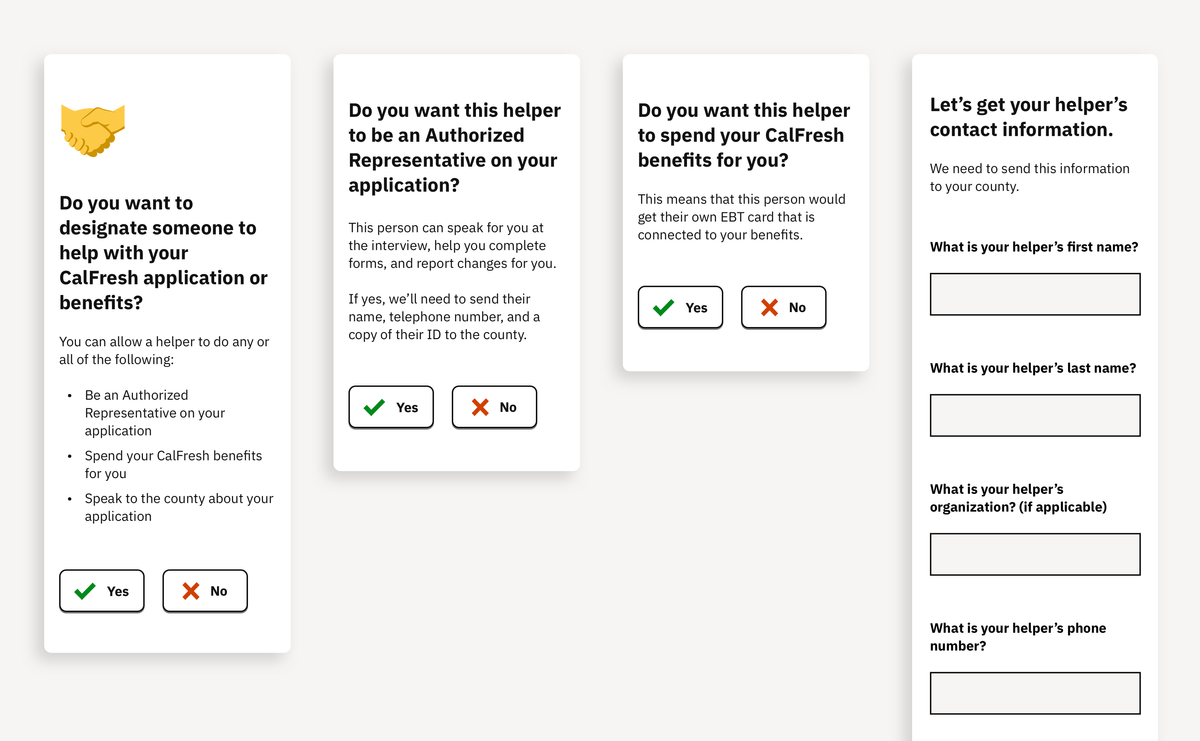 Do you want to
designate someone to
help with your
CalFresh application or
benefits?
You can allow a helper to do any or
all of the following:
• Be an Authorized
Representative on your
application
• Spend your CalFresh benefits
for you
• Speak to the county about your
application
Yes
No
Do you want this helper
to be an Authorized
Representative on your
application?
This person can speak for you at
the interview, help you complete
forms, and report changes for you.
If yes, we’ll need to send their
name, telephone number, and a
copy of their ID to the county.
Yes
No
Do you want this helper
to spend your CalFresh
benefits for you?
This means that this person would
get their own EBT card that is
connected to your benefits.
Yes
No
Let’s get your helper’s
contact information.
We need to send this information
to your county.
What is your helper’s first name?
What is your helper’s last name?
What is your helper’s
organization? (if applicable)
What is your helper’s phone
number?